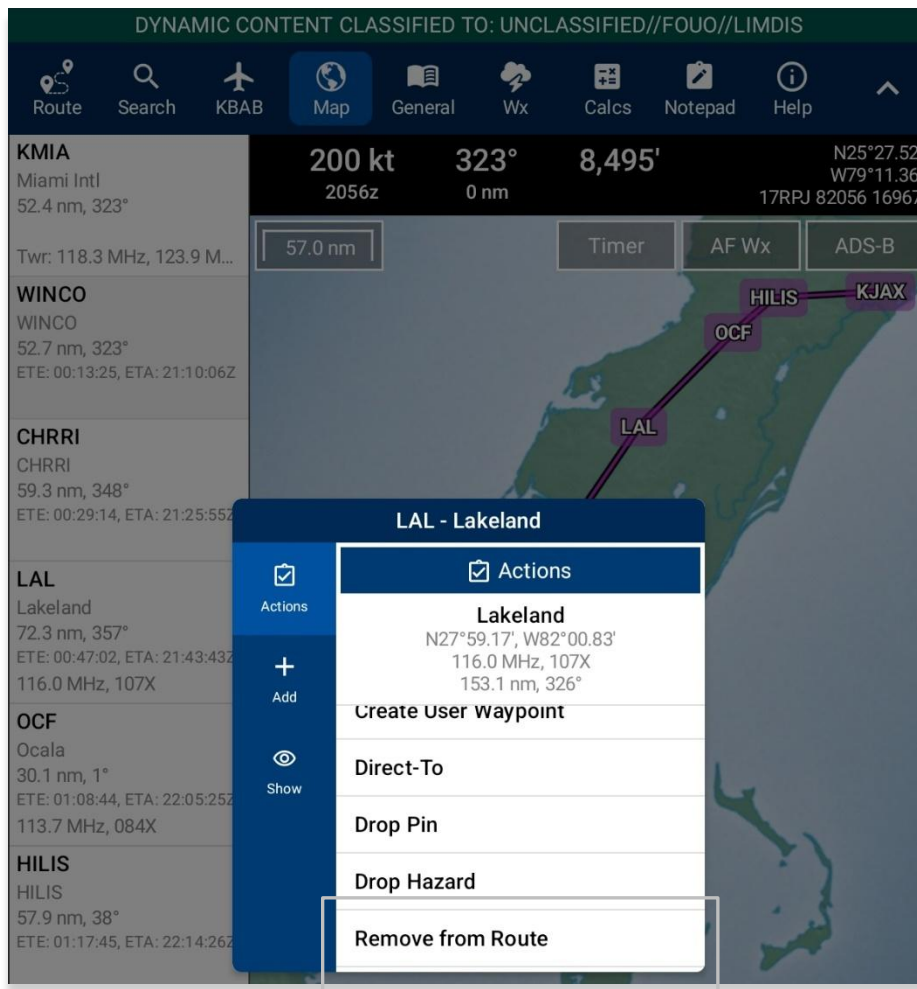 DYNAMIC CONTENT CLASSIFIED TO: UNCLASSIFIED//FOUO//LIMDIS
Route Search KBAB Map General Wx Calcs Notepad Help
200 kt 323° 8,495' N25°27.52
2056z 0 nm W79°11.36
17RPJ 82056 16967
KMIA
Miami Intl
52.4 nm, 323°
Twr: 118.3 MHz, 123.9 M...
WINCO
WINCO
52.7 nm, 323°
ETE: 00:13:25, ETA: 21:10:06Z
CHRRI
CHRRI
59.3 nm, 348°
ETE: 00:29:14, ETA: 21:25:55Z
LAL
Lakeland
72.3 nm, 357°
ETE: 00:47:02, ETA: 21:43:43Z
116.0 MHz, 107X
OCF
Ocala
30.1 nm, 1°
ETE: 01:08:44, ETA: 22:05:25Z
113.7 MHz, 084X
HILIS
HILIS
57.9 nm, 38°
ETE: 01:17:45, ETA: 22:14:26Z
57.0 nm Timer AF Wx ADS-B
HILIS KJAX
OCF
LAL
LAL - Lakeland
Actions
Add
Show
Actions
Lakeland
N27°59.17', W82°00.83'
116.0 MHz, 107X
153.1 nm, 326°
Create User Waypoint
Direct-To
Drop Pin
Drop Hazard
Remove from Route